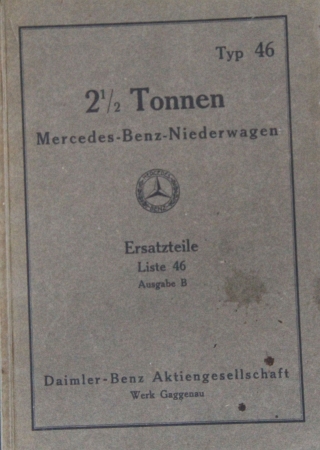 Typ 46
2½ Tonnen
Mercedes-Benz-Niederwagen
Ersatzteile
Liste 46
Ausgabe B
Daimler-Benz Aktiengesellschaft
Werk Gaggenau